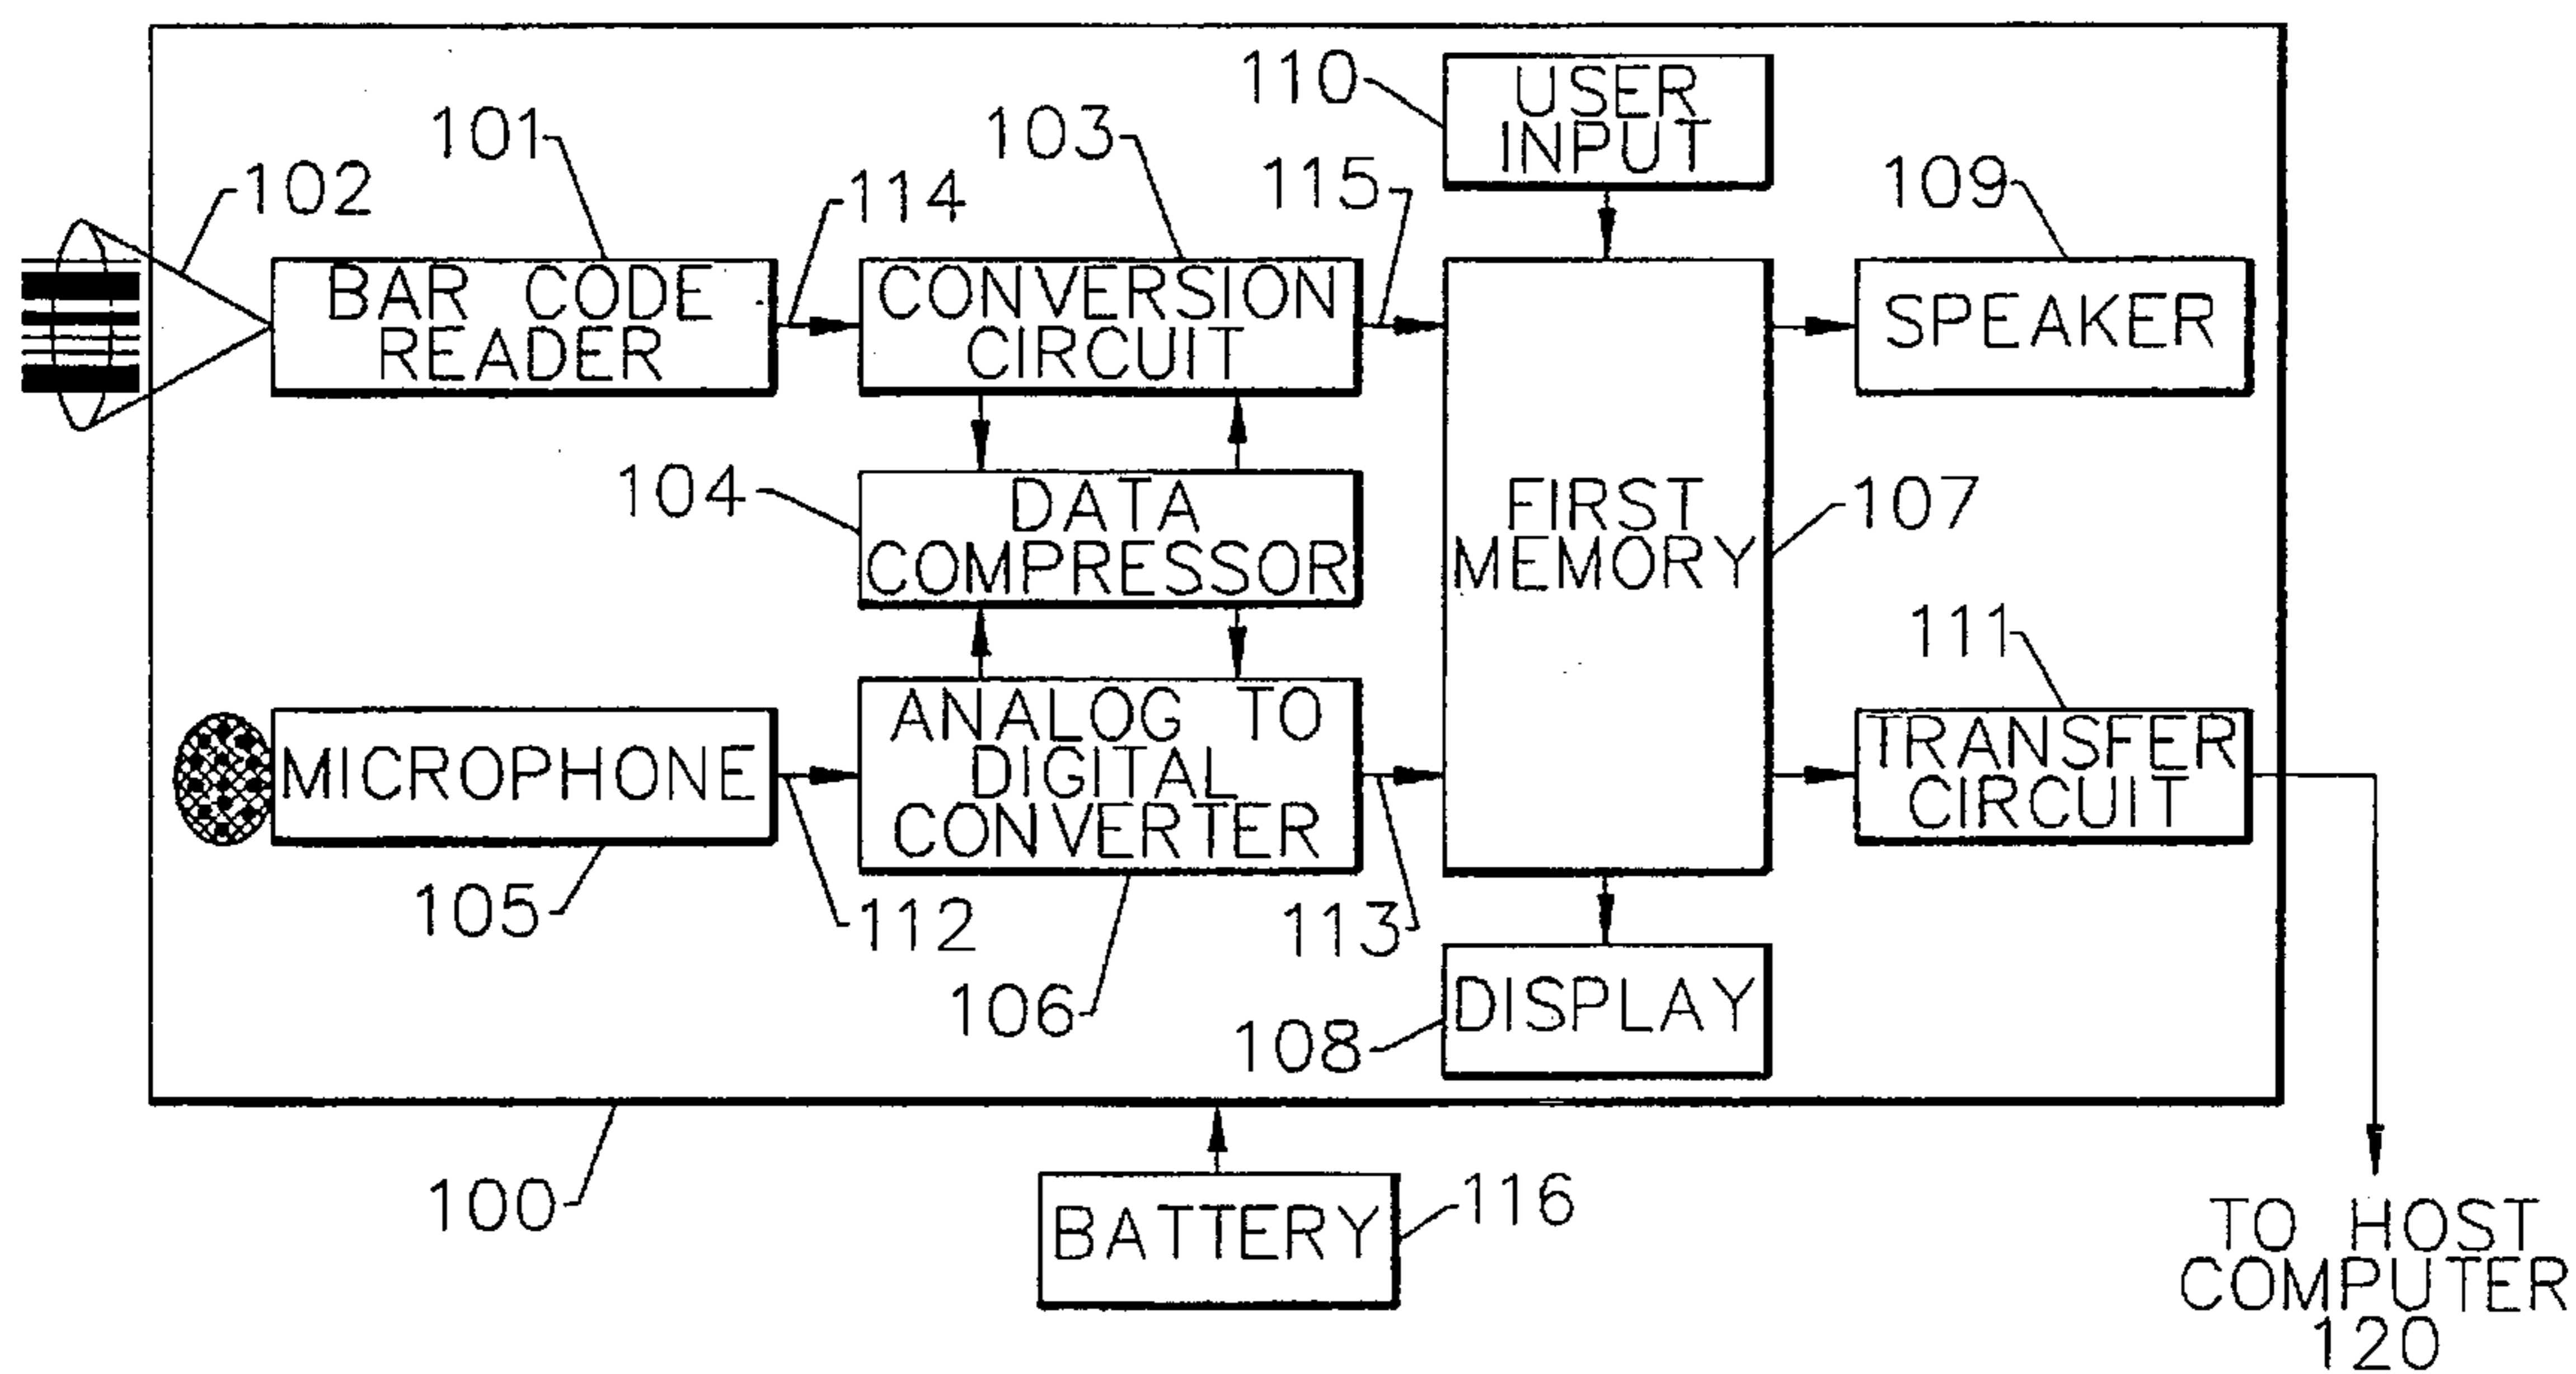 110
USER
INPUT
101
103
102
114
115
109
BAR CODE
READER
CONVERSION
CIRCUIT
SPEAKER
104
DATA
COMPRESSOR
FIRST
MEMORY
107
111
MICROPHONE
ANALOG TO
DIGITAL
CONVERTER
TRANSFER
CIRCUIT
105
112
113
106
108
DISPLAY
100
BATTERY
116
TO HOST
COMPUTER
120